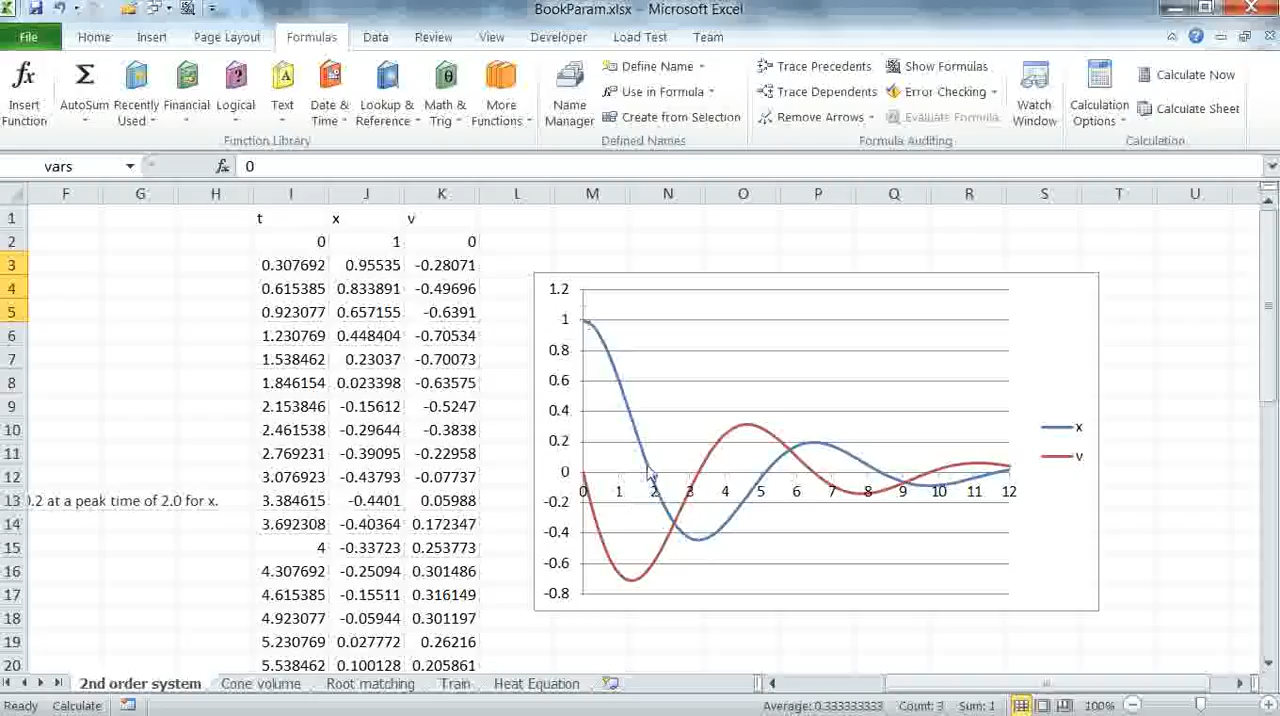 BookParam.xlsx – Microsoft Excel
File Home Insert Page Layout Formulas Data Review View Developer Load Test Team
fx Σ A θ
Insert Function
AutoSum
Recently Used
Financial
Logical
Text
Date & Time
Lookup & Reference
Math & Trig
More Functions
Function Library
Name Manager
Define Name
Use in Formula
Create from Selection
Defined Names
Trace Precedents
Trace Dependents
Remove Arrows
Show Formulas
Error Checking
Evaluate Formula
Formula Auditing
Watch Window
Calculation Options
Calculate Now
Calculate Sheet
Calculation
vars fx 0
F G H I J K L M N O P Q R S T U
1 t x v
2 0 1 0
3 0.307692 0.95535 -0.28071
4 0.615385 0.833891 -0.49696
5 0.923077 0.657155 -0.6391
6 1.230769 0.448404 -0.70534
7 1.538462 0.23037 -0.70073
8 1.846154 0.023398 -0.63575
9 2.153846 -0.15612 -0.5247
10 2.461538 -0.29644 -0.3838
11 2.769231 -0.39095 -0.22958
12 3.076923 -0.43793 -0.07737
13 0.2 at a peak time of 2.0 for x. 3.384615 -0.4401 0.05988
14 3.692308 -0.40364 0.172347
15 4 -0.33723 0.253773
16 4.307692 -0.25094 0.301486
17 4.615385 -0.15511 0.316149
18 4.923077 -0.05944 0.301197
19 5.230769 0.027772 0.26216
20 5.538462 0.100128 0.205861
1.2
1
0.8
0.6
0.4
0.2
0
-0.2
-0.4
-0.6
-0.8
0 1 2 3 4 5 6 7 8 9 10 11 12
x
v
2nd order system Cone volume Root matching Train Heat Equation
Ready Calculate Average: 0.333333333 Count: 3 Sum: 1 100%